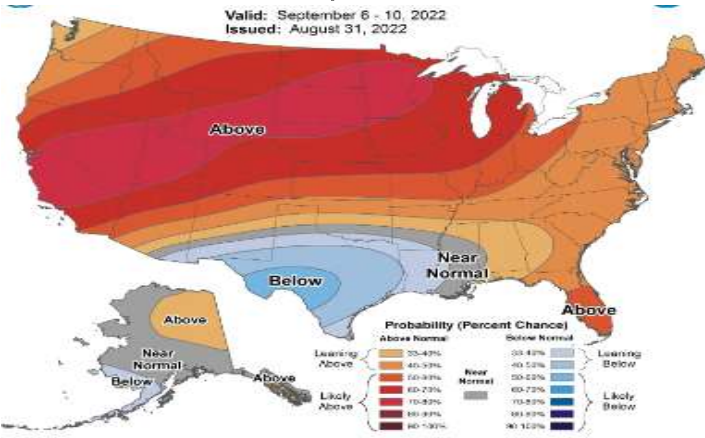 Valid: September 6 - 10, 2022
Issued: August 31, 2022
Above
Near
Normal
Below
Above
Above
Near
Normal
Below
Above
Probability (Percent Chance)
Above Normal
Below Normal
Leaning
Above
33-40%
40-50%
Near
Normal
33-40%
40-50%
Leaning
Below
Likely
Above
50-60%
60-70%
70-80%
80-90%
90-100%
50-60%
60-70%
70-80%
80-90%
90-100%
Likely
Below